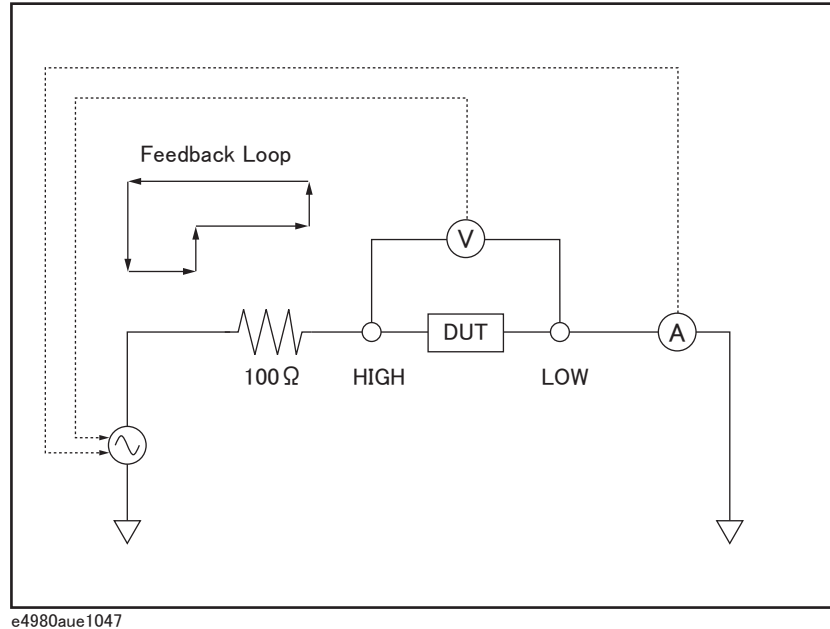 Feedback Loop
V
DUT
A
100Ω
HIGH
LOW
e4980aue1047